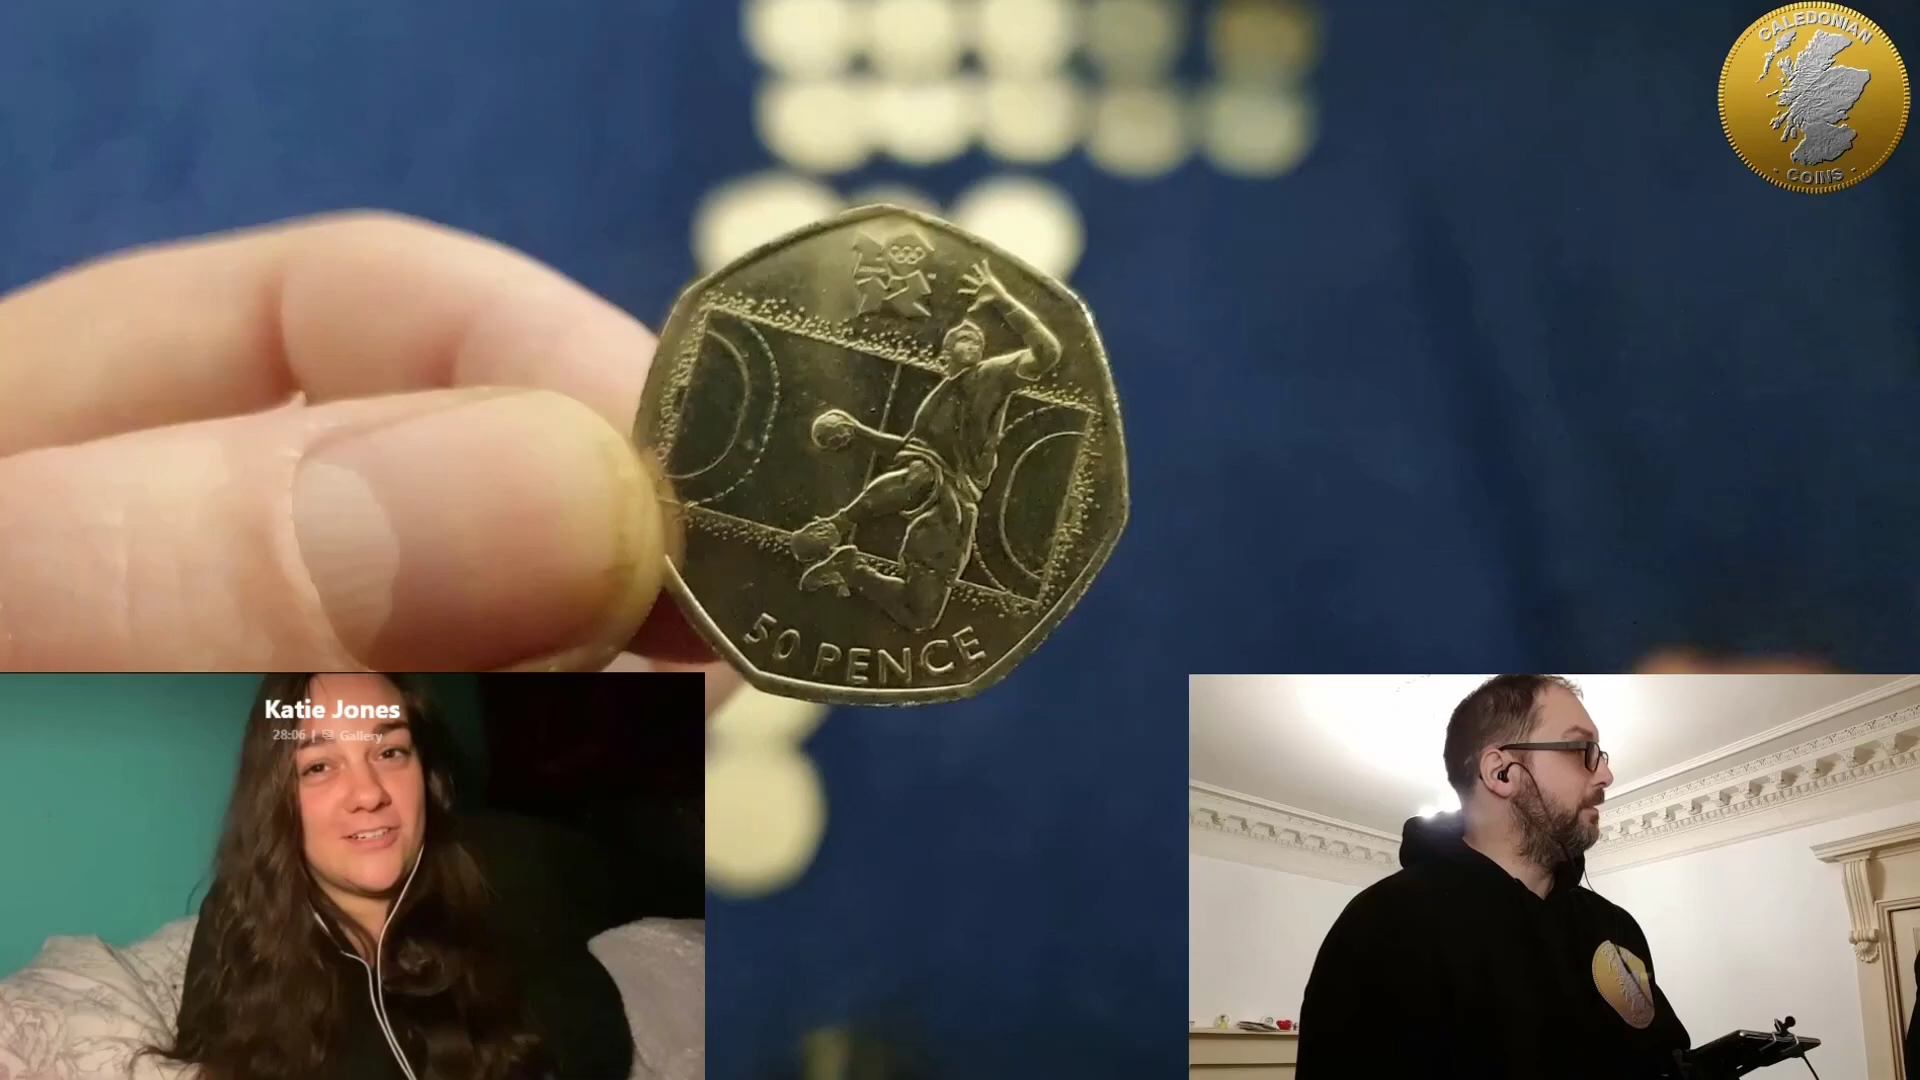 CALEDONIAN
COINS
50 PENCE
Katie Jones
28:06 | Gallery